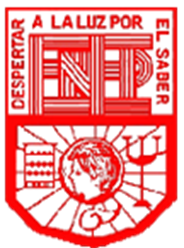 DESPERTAR A LA LUZ POR EL SABER
ENP